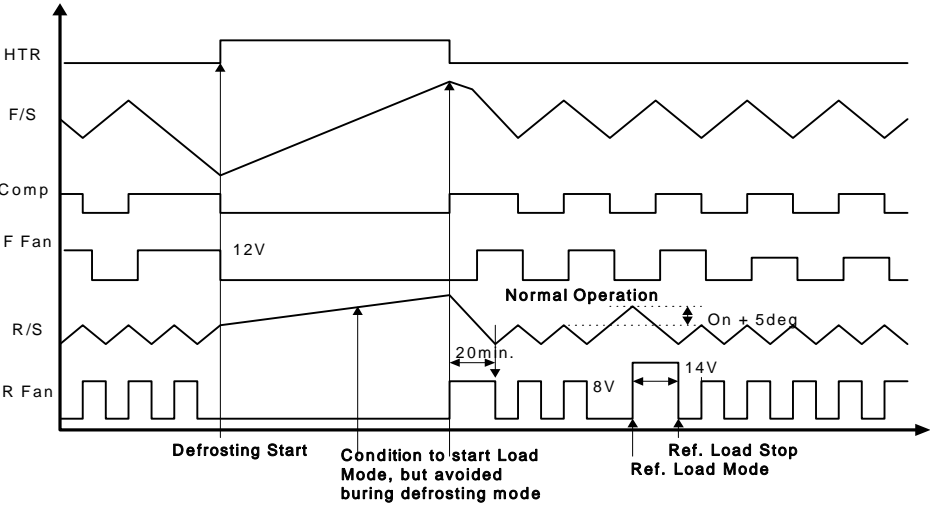 HTR
F/S
Comp
F Fan
12V
Normal Operation
R/S
On + 5deg
20min.
R Fan
8V
14V
Defrosting Start
Condition to start Load
Mode, but avoided
buring defrosting mode
Ref. Load Stop
Ref. Load Mode